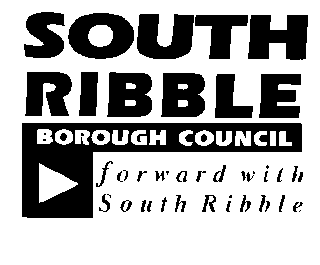 SOUTH
RIBBLE
BOROUGH COUNCIL
forward with
South Ribble